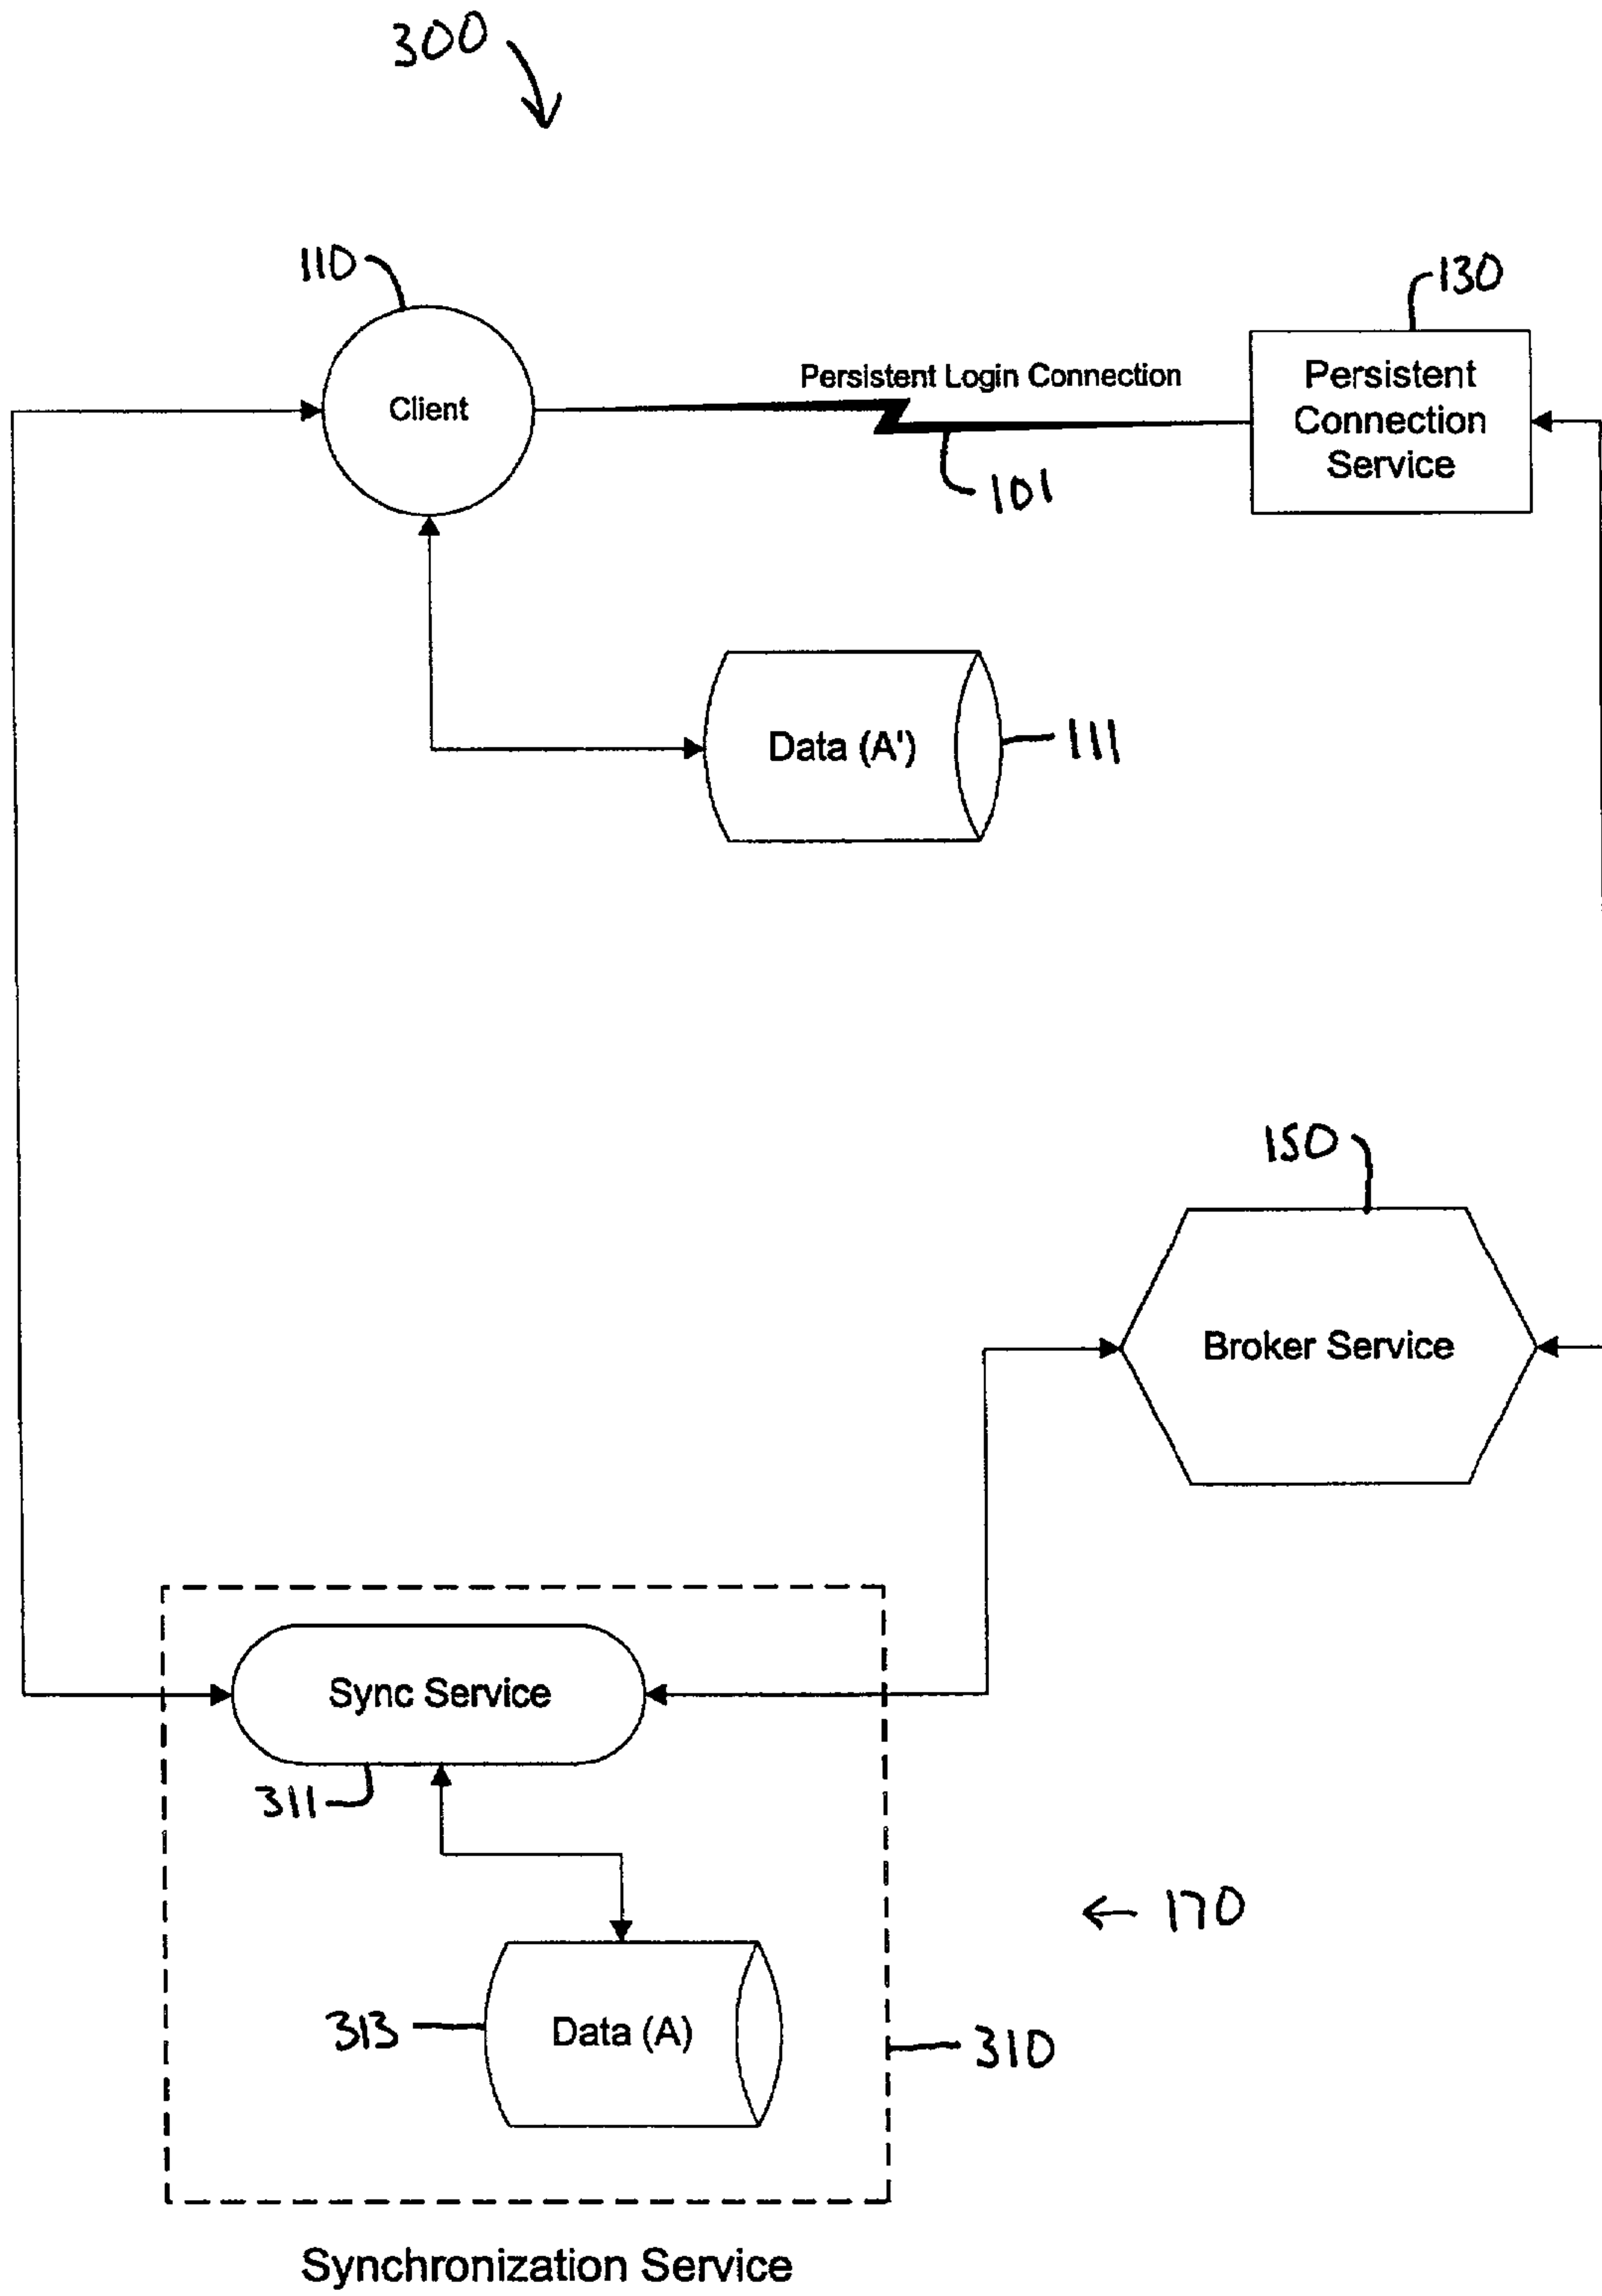 300
110
130
Persistent Login Connection
Persistent
Connection
Service
Client
101
Data (A')
111
150
Broker Service
Sync Service
311
170
313
Data (A)
310
Synchronization Service